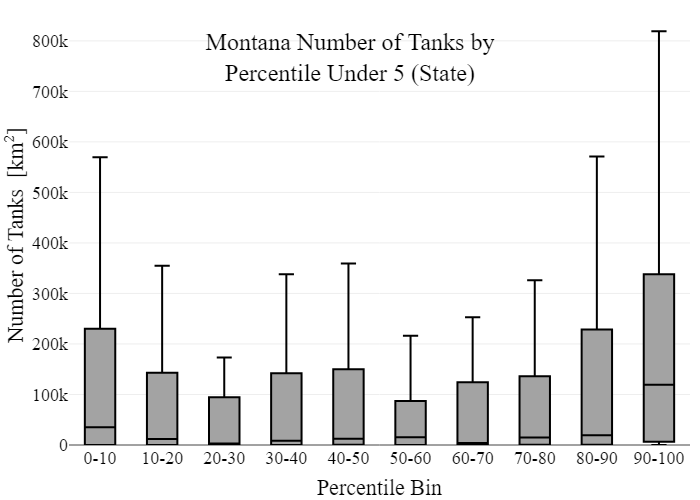 Montana Number of Tanks by
Percentile Under 5 (State)
Number of Tanks [km²]
800k
700k
600k
500k
400k
300k
200k
100k
0
0-10 10-20 20-30 30-40 40-50 50-60 60-70 70-80 80-90 90-100
Percentile Bin